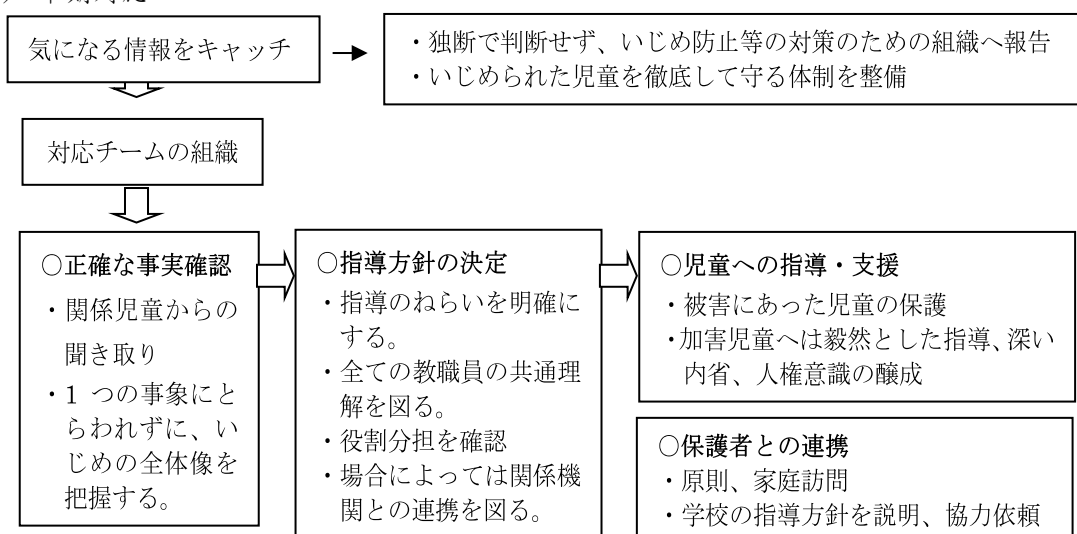 気になる情報をキャッチ
・独断で判断せず、いじめ防止等の対策のための組織へ報告
・いじめられた児童を徹底して守る体制を整備
対応チームの組織
○正確な事実確認
・関係児童からの
聞き取り
・1 つの事象にと
らわれずに、い
じめの全体像を
把握する。
○指導方針の決定
・指導のねらいを明確に
する。
・全ての教職員の共通理
解を図る。
・役割分担を確認
・場合によっては関係機
関との連携を図る。
○児童への指導・支援
・被害にあった児童の保護
・加害児童へは毅然とした指導、深い
内省、人権意識の醸成
○保護者との連携
・原則、家庭訪問
・学校の指導方針を説明、協力依頼